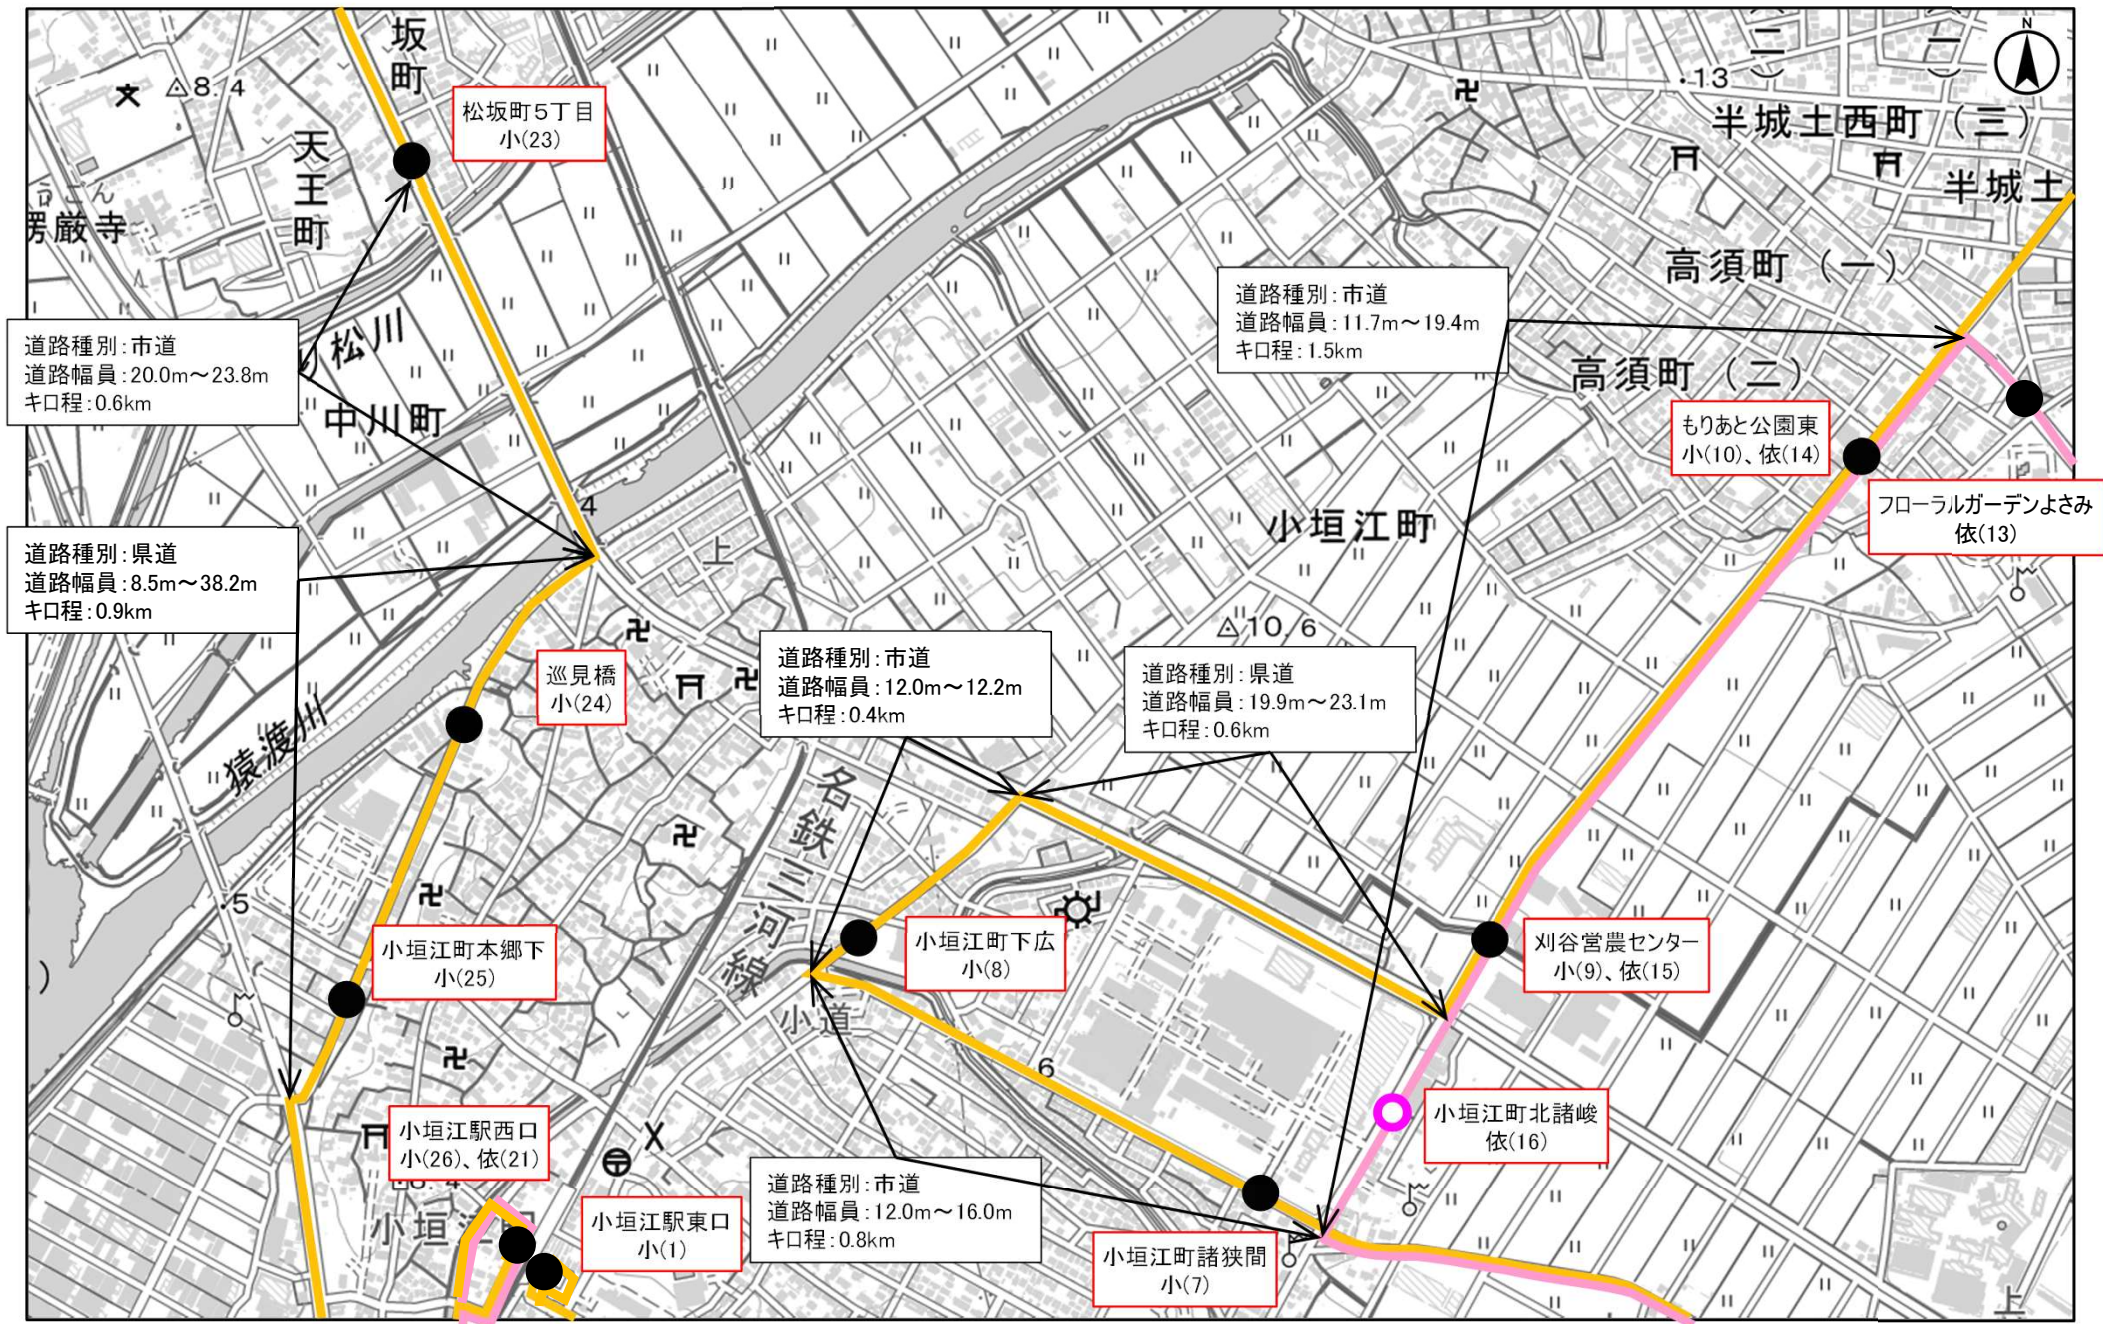 坂町
N
△8.4
・13
松坂町5丁目
小(23)
半城土西町（三）
天王町
半城土
楞厳寺
高須町（一）
道路種別：市道
道路幅員：11.7m～19.4m
キロ程：1.5km
道路種別：市道
道路幅員：20.0m～23.8m
キロ程：0.6km
松川
高須町（二）
中川町
もりあと公園東
小(10)、依(14)
フローラルガーデンよさみ
依(13)
4
小垣江町
上
道路種別：県道
道路幅員：8.5m～38.2m
キロ程：0.9km
△10.6
巡見橋
小(24)
道路種別：市道
道路幅員：12.0m～12.2m
キロ程：0.4km
道路種別：県道
道路幅員：19.9m～23.1m
キロ程：0.6km
猿渡川
名鉄三河線
・5
小垣江町本郷下
小(25)
小垣江町下広
小(8)
刈谷営農センター
小(9)、依(15)
小道
6
小垣江町北諸峻
依(16)
小垣江駅西口
小(26)、依(21)
小垣江
小垣江駅東口
小(1)
道路種別：市道
道路幅員：12.0m～16.0m
キロ程：0.8km
小垣江町諸狭間
小(7)
上